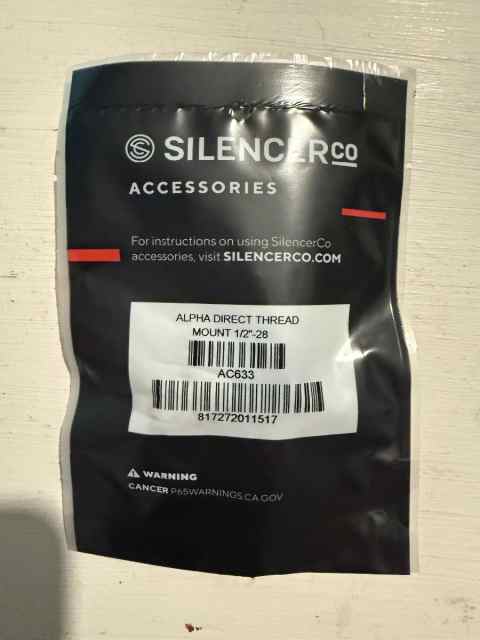 SILENCERCO
ACCESSORIES
For instructions on using SilencerCo
accessories, visit SILENCERCO.COM
ALPHA DIRECT THREAD
MOUNT 1/2"-28
AC633
817272011517
WARNING
CANCER P65WARNINGS.CA.GOV